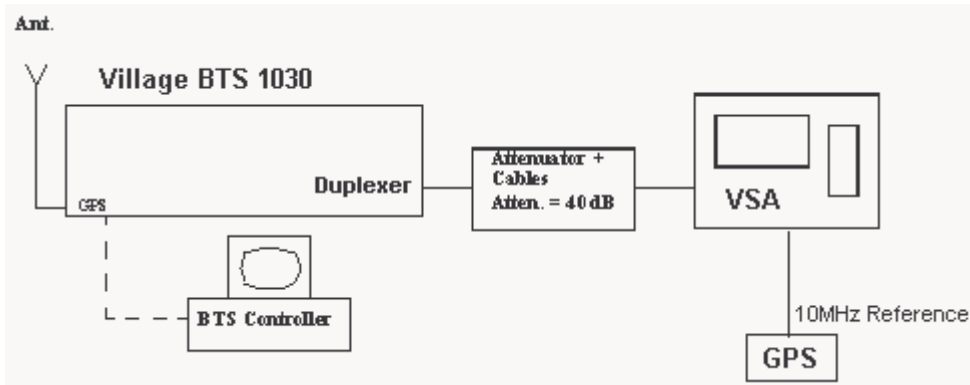 Ant.
Village BTS 1030
Duplexer
GPS
Attenuator +
Cables
Atten. = 40 dB
VSA
BTS Controller
10MHz Reference
GPS